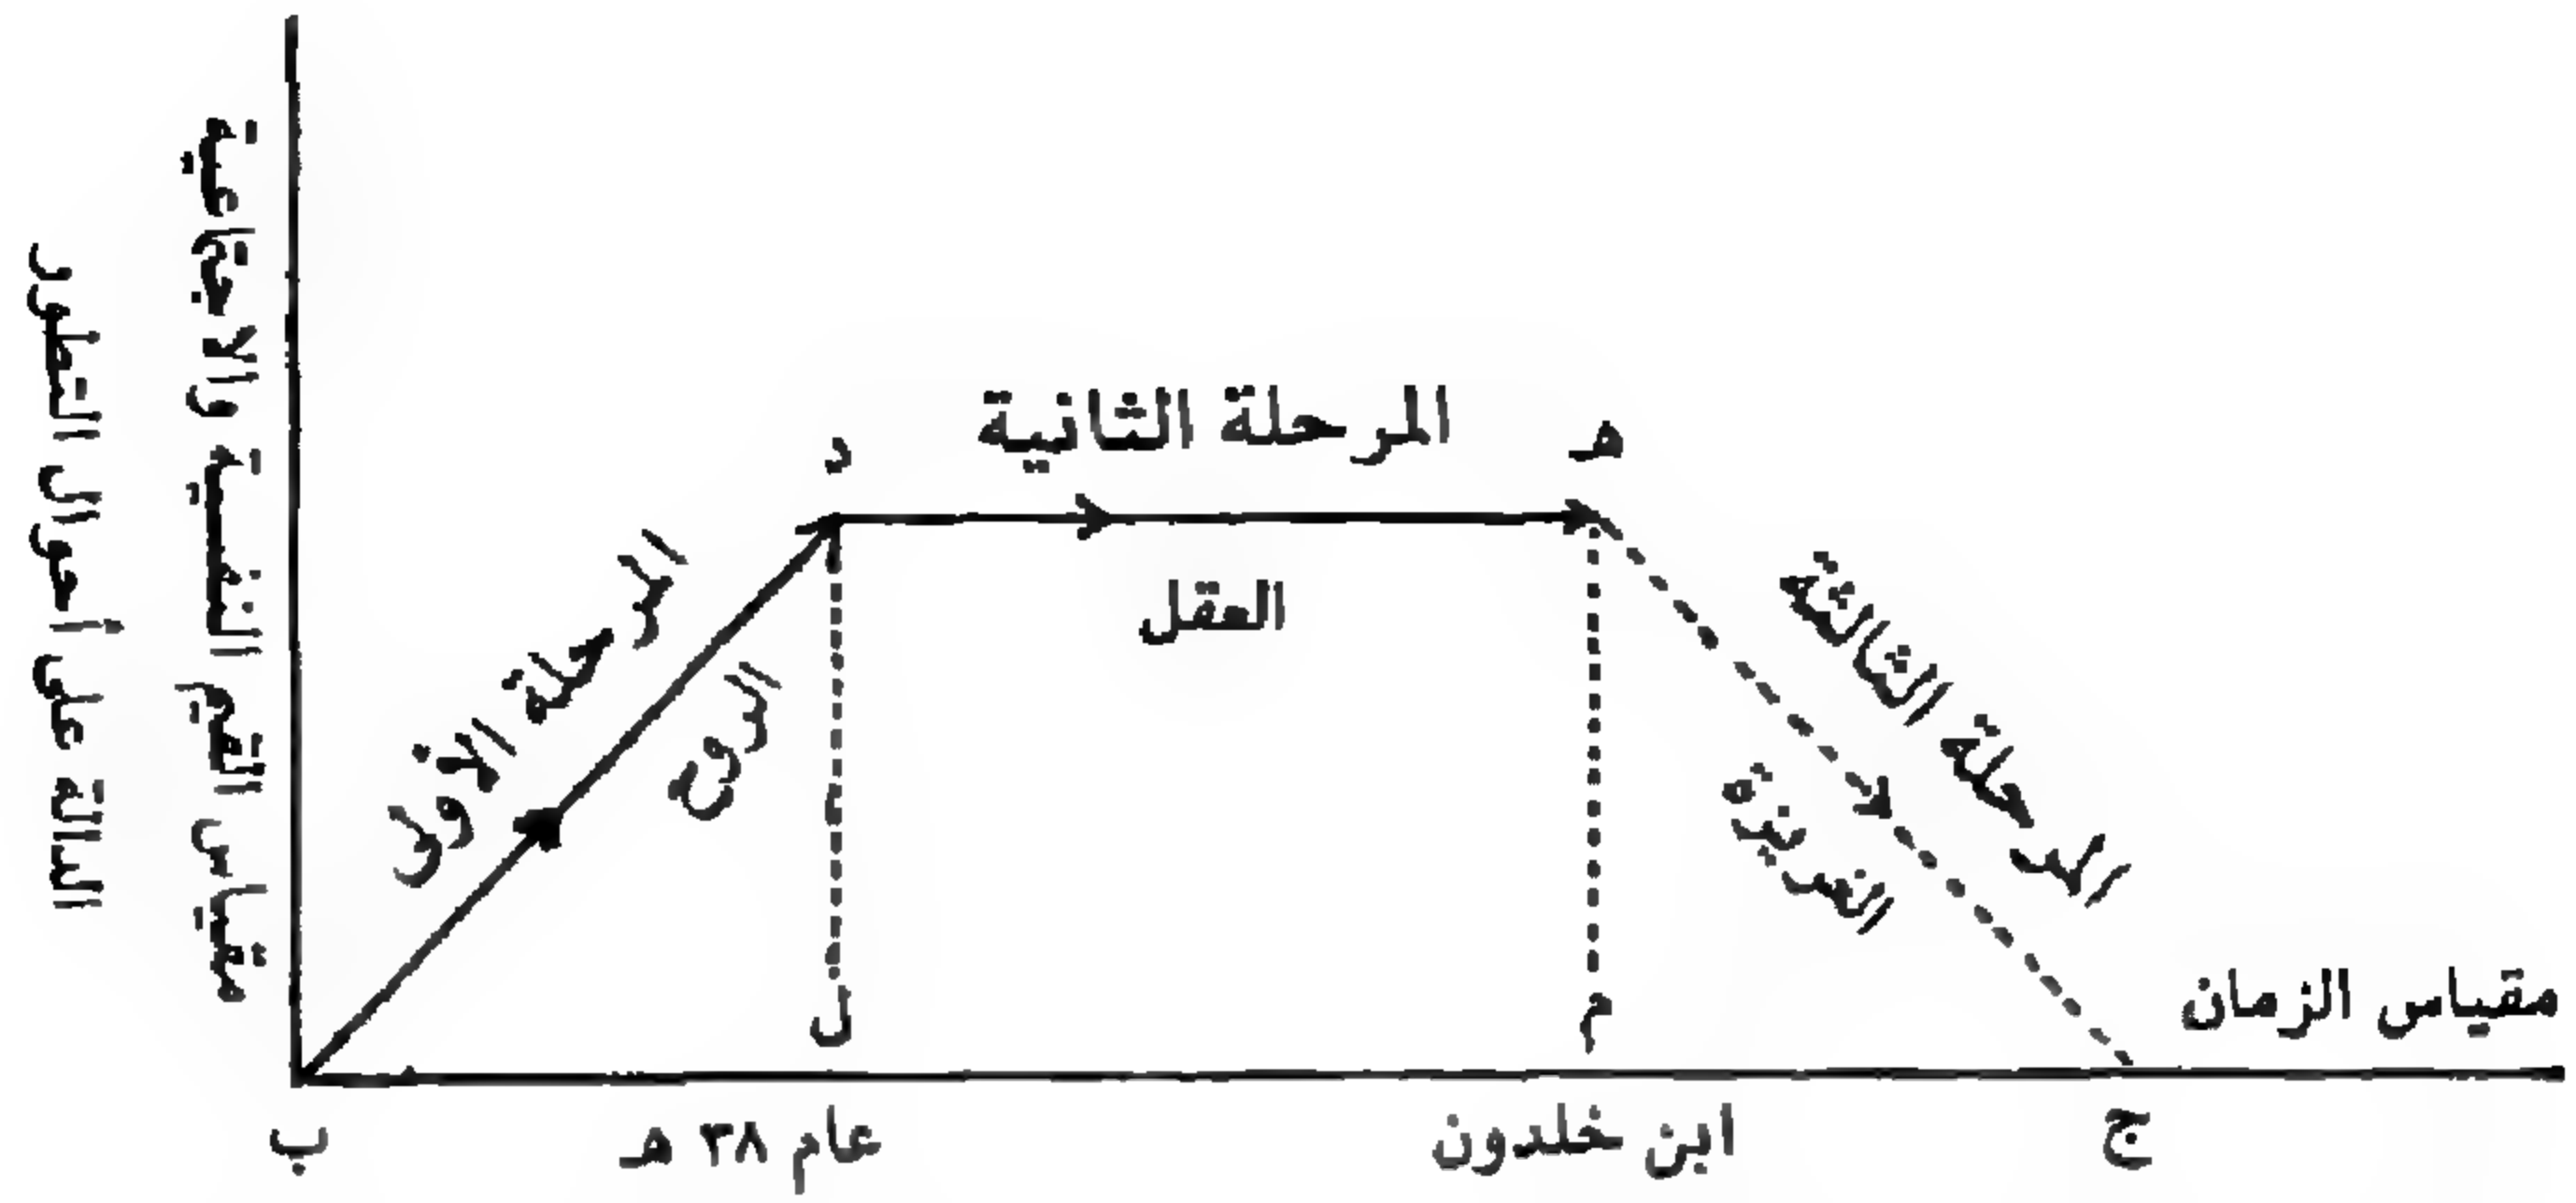 مقياس القيم النفسية والاجتماعية
الدالة على أحوال التطور
المرحلة الأولى
الروح
د
المرحلة الثانية
هـ
العقل
المرحلة الثالثة
الغريزة
ل
م
مقياس الزمان
ب
عام ٣٨ هـ
ابن خلدون
ج